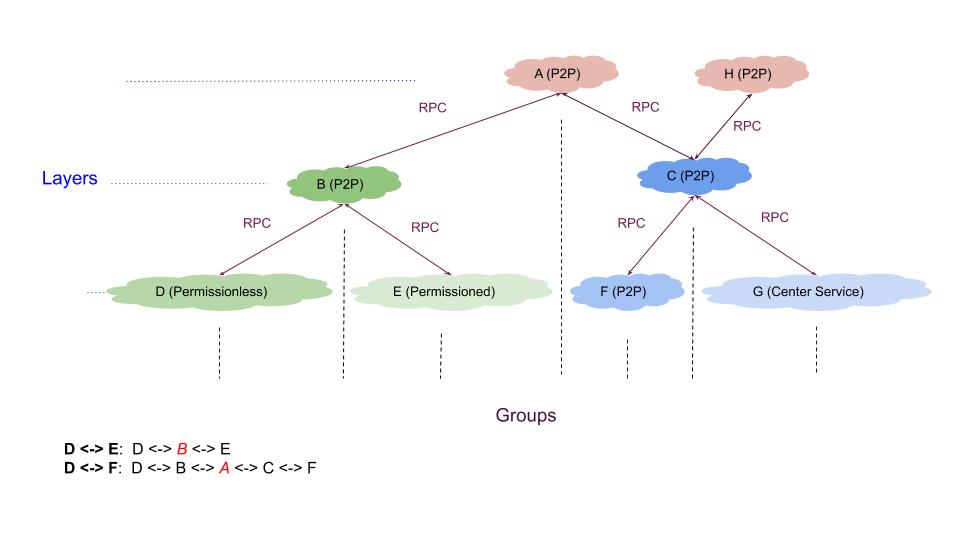 A (P2P)
H (P2P)
RPC
RPC
RPC
Layers
B (P2P)
C (P2P)
RPC
RPC
RPC
RPC
D (Permissionless)
E (Permissioned)
F (P2P)
G (Center Service)
Groups
D <-> E: D <-> B <-> E
D <-> F: D <-> B <-> A <-> C <-> F